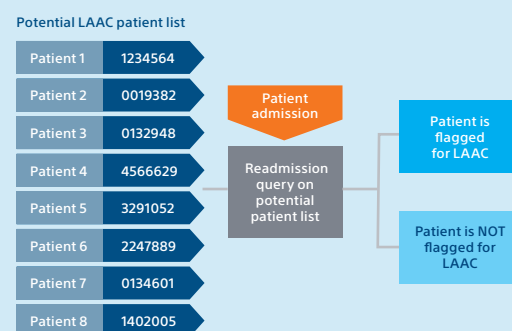 Potential LAAC patient list
Patient 1 1234564
Patient 2 0019382
Patient 3 0132948
Patient 4 4566629
Patient 5 3291052
Patient 6 2247889
Patient 7 0134601
Patient 8 1402005
Patient
admission
Readmission
query on
potential
patient list
Patient is
flagged
for LAAC
Patient is NOT
flagged for
LAAC